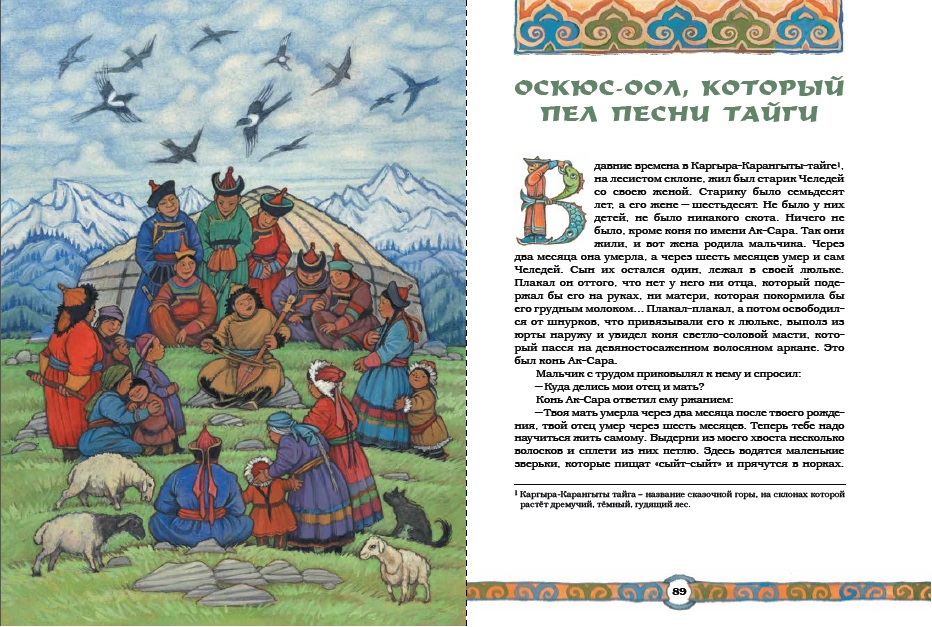 ОСКЮС-ООЛ, КОТОРЫЙ
ПЕЛ ПЕСНИ ТАЙГИ
В давние времена в Каргыра-Карангыты-тайге¹,
на лесистом склоне, жил был старик Челедей
со своею женой. Старику было семьдесят
лет, а его жене — шестьдесят. Не было у них
детей, не было никакого скота. Ничего не
было, кроме коня по имени Ак-Сара. Так они
жили, и вот жена родила мальчика. Через
два месяца она умерла, а через шесть месяцев умер и сам
Челедей. Сын их остался один, лежал в своей люльке.
Плакал он оттого, что нет у него ни отца, который поде-
ржал бы его на руках, ни матери, которая покормила бы
его грудным молоком... Плакал-плакал, а потом освободил-
ся от шнурков, что привязывали его к люльке, выполз из
юрты наружу и увидел коня светло-соловой масти, кото-
рый пасся на девяностосаженном волосяном аркане. Это
был конь Ак-Сара.
Мальчик с трудом приковылял к нему и спросил:
—Куда делись мои отец и мать?
Конь Ак-Сара ответил ему ржанием:
—Твоя мать умерла через два месяца после твоего рожде-
ния, твой отец умер через шесть месяцев. Теперь тебе надо
научиться жить самому. Выдерни из моего хвоста несколько
волосков и сплети из них петлю. Здесь водятся маленькие
зверьки, которые пищат «сыйт-сыйт» и прячутся в норках.
¹ Каргыра-Карангыты тайга – название сказочной горы, на склонах которой
растёт дремучий, тёмный, гудящий лес.
89